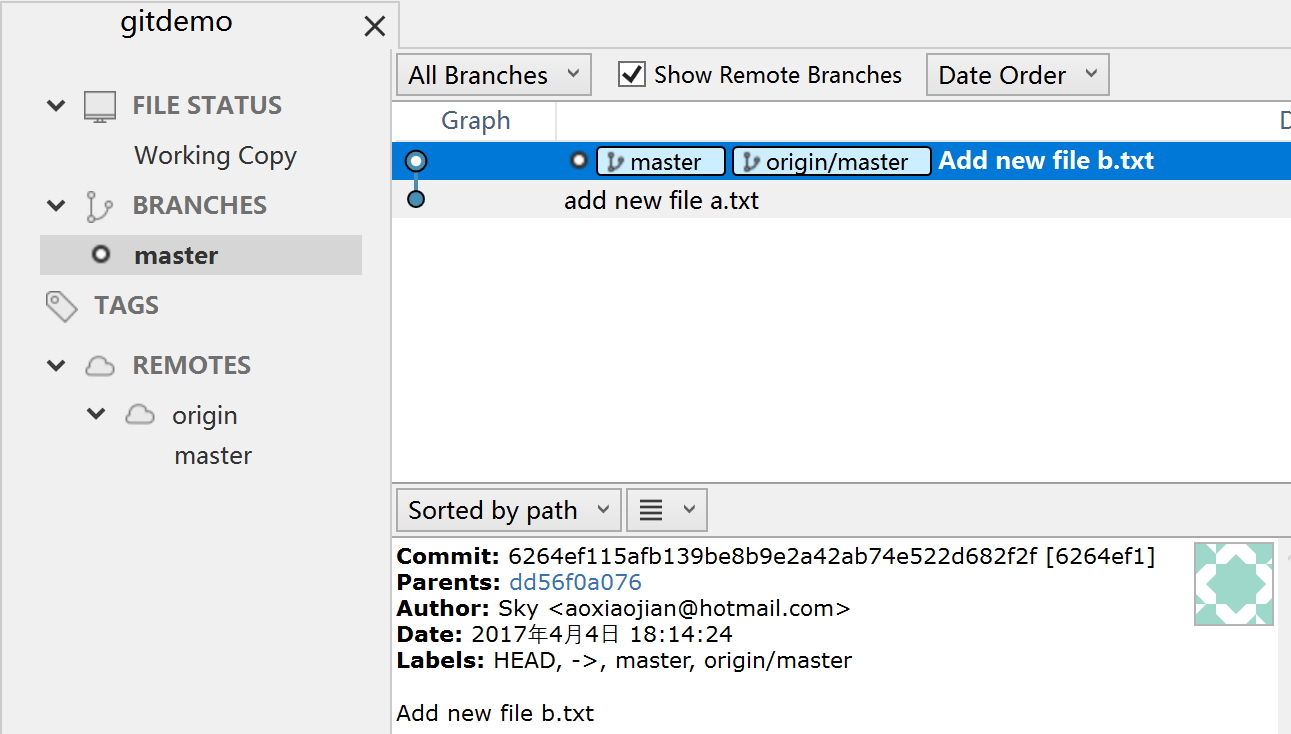 gitdemo
FILE STATUS
Working Copy
BRANCHES
master
TAGS
REMOTES
origin
master
All Branches Show Remote Branches Date Order
Graph D
master origin/master Add new file b.txt
add new file a.txt
Sorted by path
Commit: 6264ef115afb139be8b9e2a42ab74e522d682f2f [6264ef1]
Parents: dd56f0a076
Author: Sky <aoxiaojian@hotmail.com>
Date: 2017年4月4日 18:14:24
Labels: HEAD, ->, master, origin/master
Add new file b.txt